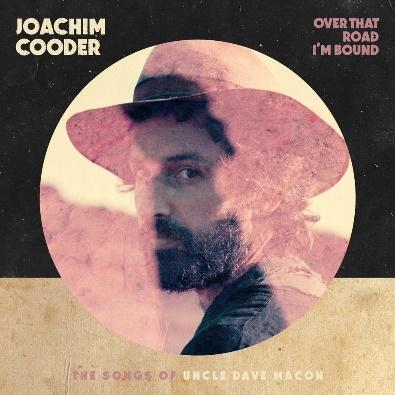 JOACHIM
COODER
OVER THAT
ROAD
I'M BOUND
THE SONGS OF UNCLE DAVE MACON